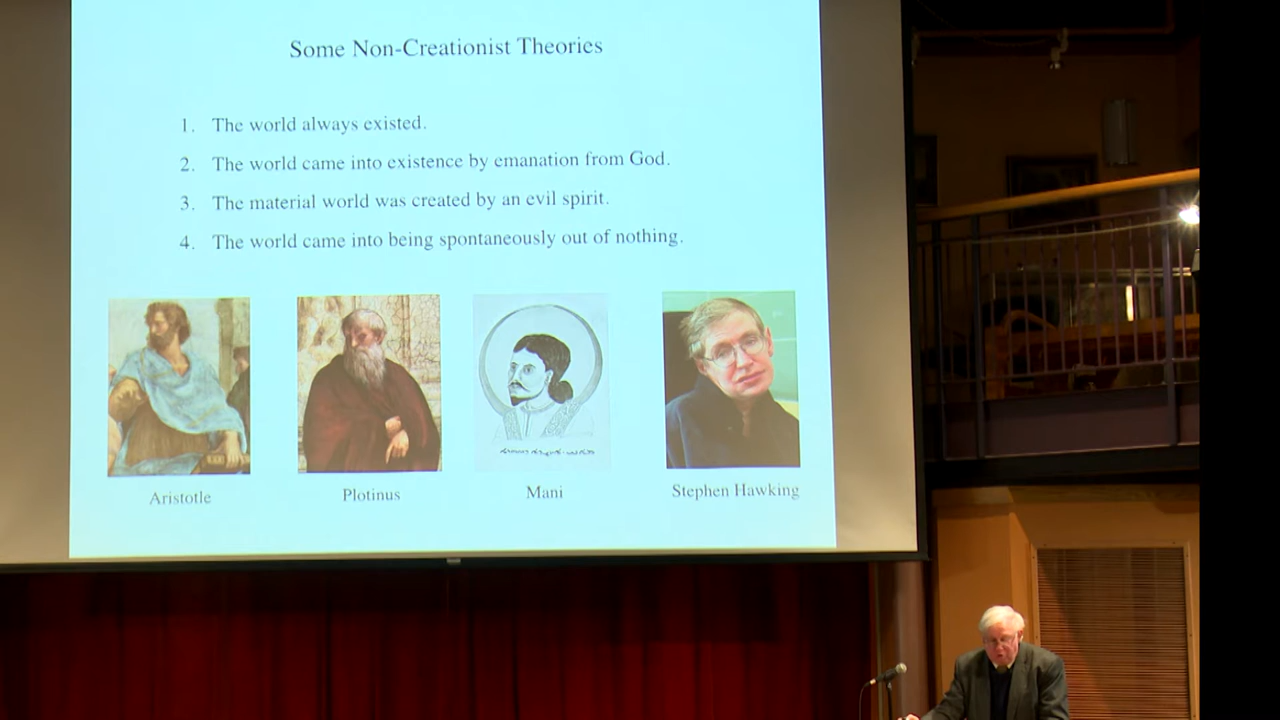 Some Non-Creationist Theories
1. The world always existed.
2. The world came into existence by emanation from God.
3. The material world was created by an evil spirit.
4. The world came into being spontaneously out of nothing.
Aristotle
Plotinus
Mani
Stephen Hawking